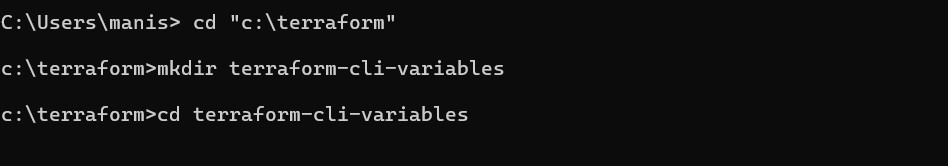 C:\Users\manis> cd "c:\terraform"
c:\terraform>mkdir terraform-cli-variables
c:\terraform>cd terraform-cli-variables